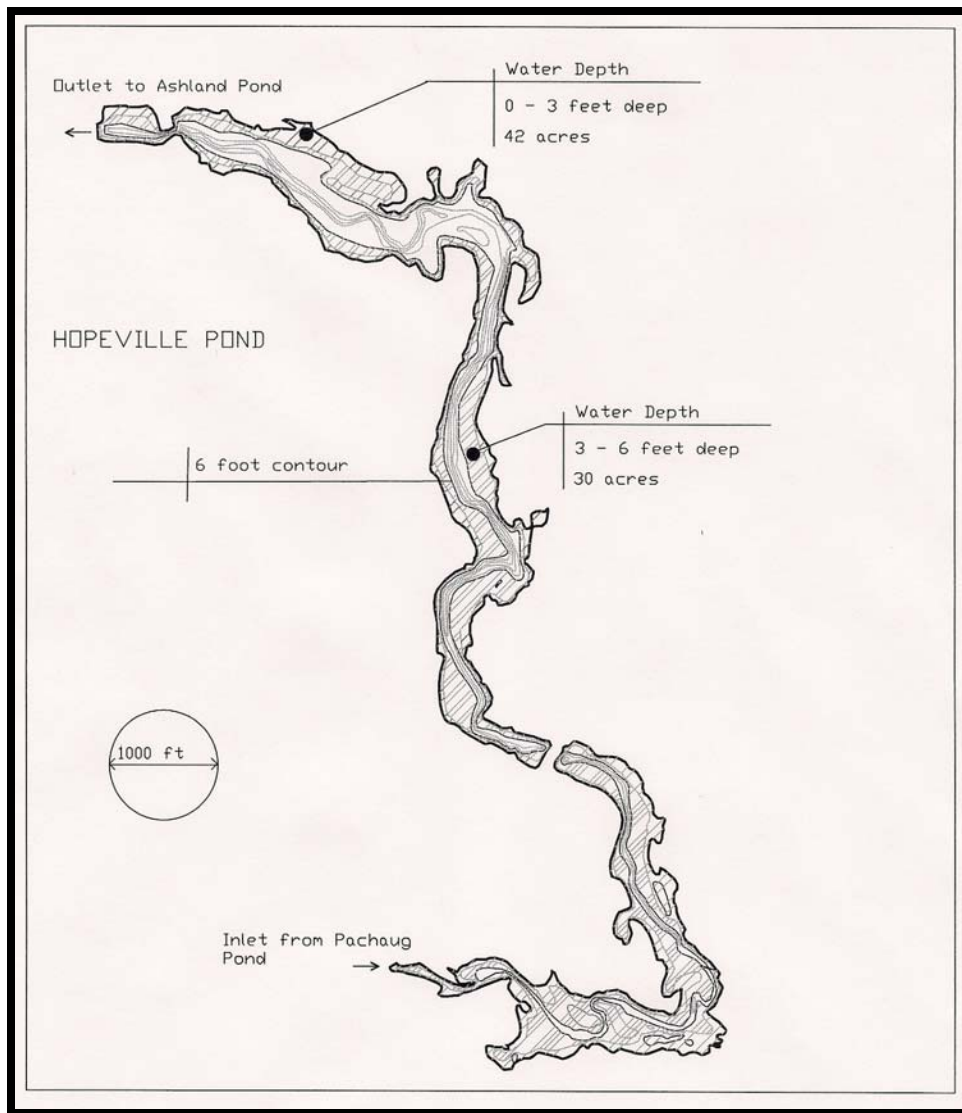 Outlet to Ashland Pond
Water Depth
0 - 3 feet deep
42 acres
HOPEVILLE POND
Water Depth
3 - 6 feet deep
30 acres
6 foot contour
1000 ft
Inlet from Pachaug
Pond